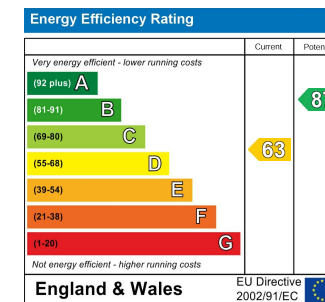 Energy Efficiency Rating
Current
Very energy efficient - lower running costs
(92 plus) A
(81-91) B
(69-80) C
(55-68) D
(39-54) E
(21-38) F
(1-20) G
63
Not energy efficient - higher running costs
England & Wales
EU Directive
2002/91/EC